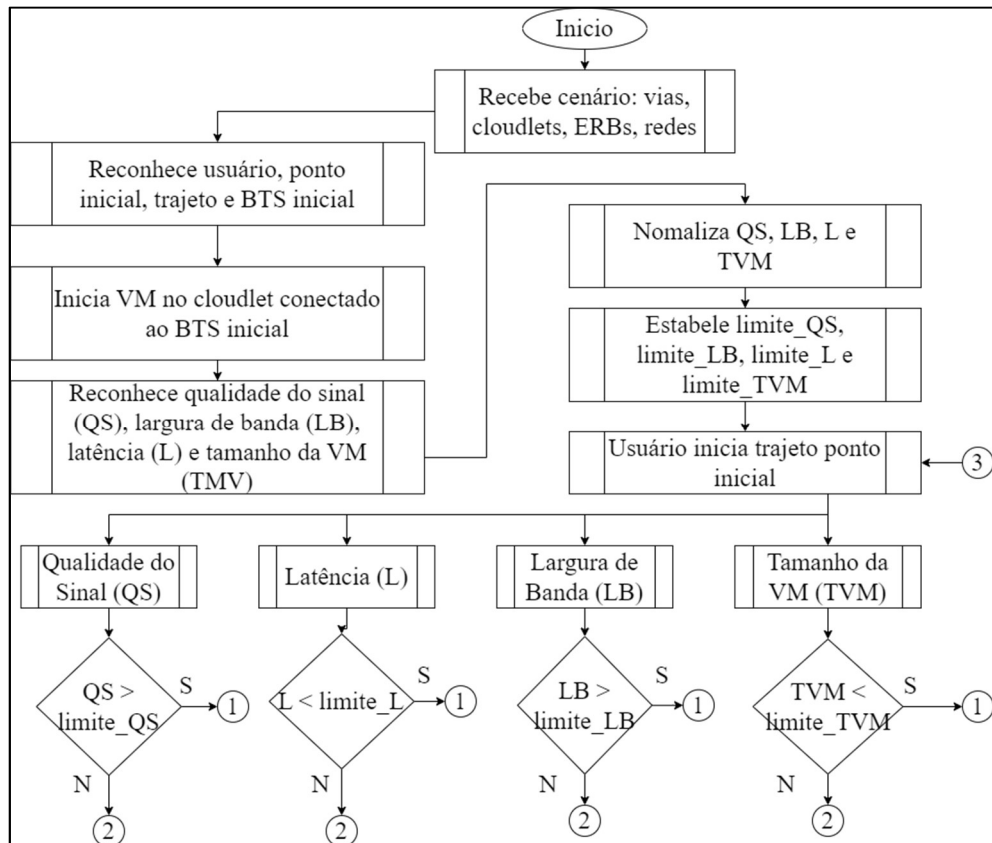 Inicio
Recebe cenário: vias,
cloudlets, ERBs, redes
Reconhece usuário, ponto
inicial, trajeto e BTS inicial
Inicia VM no cloudlet conectado
ao BTS inicial
Reconhece qualidade do sinal
(QS), largura de banda (LB),
latência (L) e tamanho da VM
(TMV)
Nomaliza QS, LB, L e
TVM
Estabele limite_QS,
limite_LB, limite_L e
limite_TVM
Usuário inicia trajeto ponto
inicial
3
Qualidade do
Sinal (QS)
Latência (L)
Largura de
Banda (LB)
Tamanho da
VM (TVM)
QS >
limite_QS
S
1
N
2
L < limite_L
S
1
N
2
LB >
limite_LB
S
1
N
2
TVM <
limite_TVM
S
1
N
2